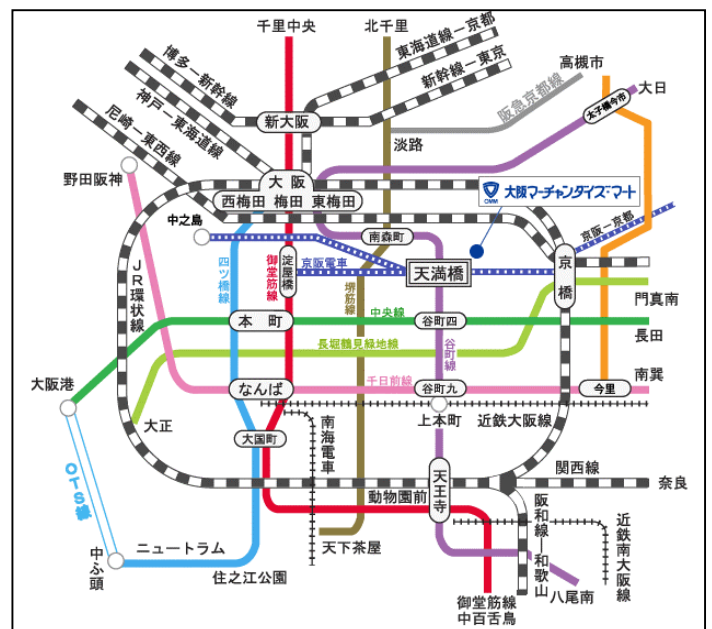 千里中央
北千里
東海道線－京都
新幹線－東京
高槻市
大日
博多－新幹線
神戸－東海道線
尼崎－東西線
阪急京都線
太子橋今市
新大阪
淡路
野田阪神
大阪
西梅田 梅田 東梅田
OMM
大阪マーチャンダイズ・マート
中之島
南森町
京阪－京都
淀屋橋
京阪電車
天満橋
京橋
JR環状線
四ツ橋線
御堂筋線
堺筋線
門真南
本町
中央線
谷町四
長田
長堀鶴見緑地線
谷町線
大阪港
なんば
千日前線
谷町九
今里
南巽
大正
大国町
南海電車
上本町
近鉄大阪線
OTS線
動物園前
天王寺
関西線
奈良
阪和線－和歌山
近鉄南大阪線
中ふ頭
ニュートラム
住之江公園
天下茶屋
八尾南
御堂筋線
中百舌鳥